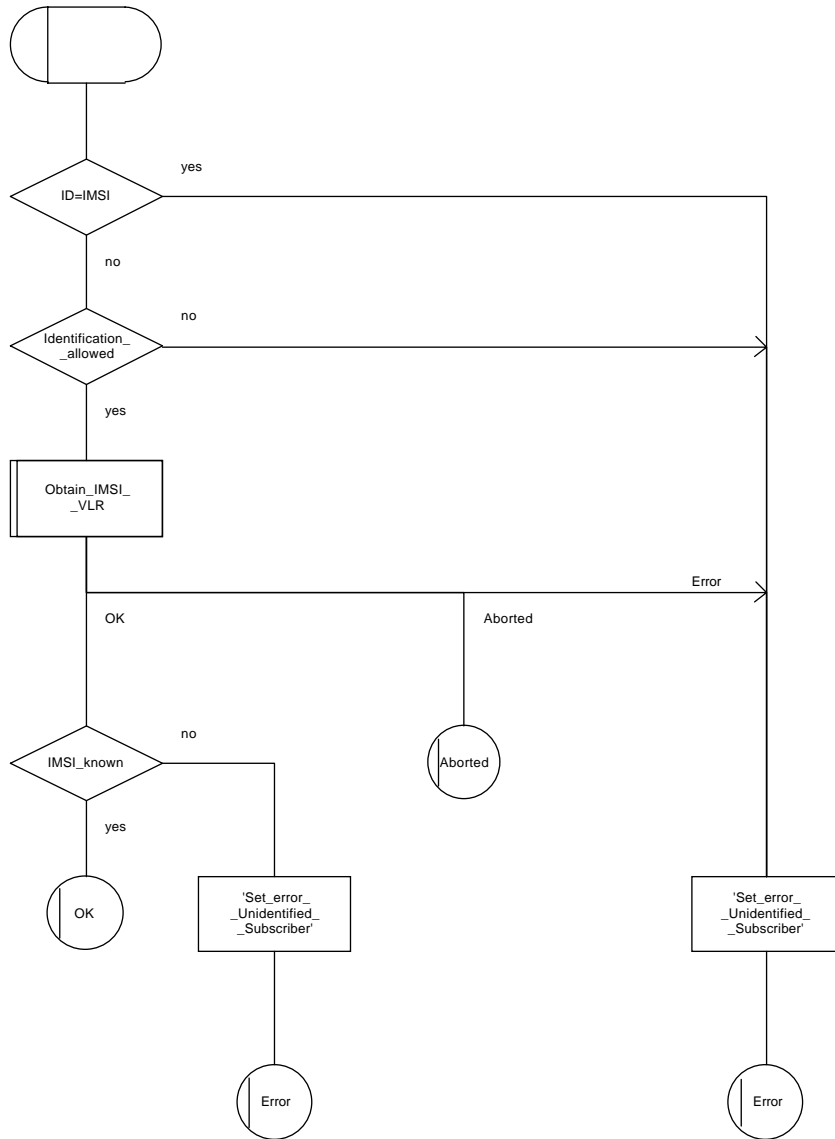 yes
ID=IMSI
no
no
Identification_
_allowed
yes
Obtain_IMSI_
_VLR
Error
OK
Aborted
no
IMSI_known
Aborted
yes
OK
'Set_error_
_Unidentified_
_Subscriber'
'Set_error_
_Unidentified_
_Subscriber'
Error
Error